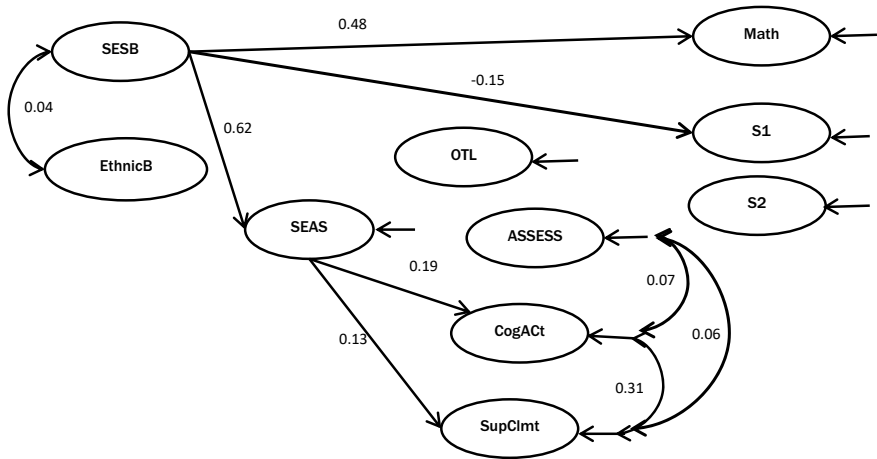 0.48
Math
SESB
-0.15
0.04
0.62
S1
OTL
EthnicB
S2
SEAS
ASSESS
0.19
0.07
CogACt
0.06
0.13
0.31
SupClmt